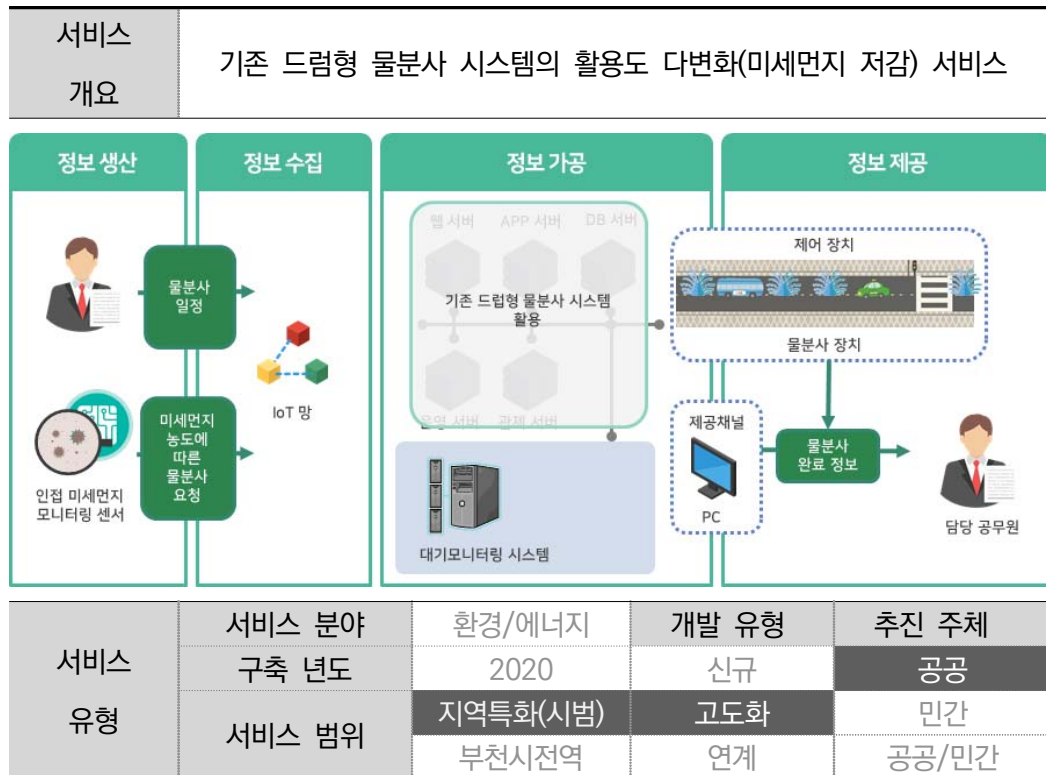 서비스
개요
기존 드럼형 물분사 시스템의 활용도 다변화(미세먼지 저감) 서비스
정보 생산
정보 수집
정보 가공
정보 제공
물분사
일정
미세먼지
농도에
따른
물분사
요청
인접 미세먼지
모니터링 센서
IoT 망
웹 서버
APP 서버
DB 서버
기존 드럼형 물분사 시스템
활용
운영 서버
관제 서버
대기모니터링 시스템
제어 장치
물분사 장치
제공채널
PC
물분사
완료 정보
담당 공무원
서비스
유형
서비스 분야
환경/에너지
개발 유형
추진 주체
구축 년도
2020
신규
공공
서비스 범위
지역특화(시범)
고도화
민간
부천시전역
연계
공공/민간